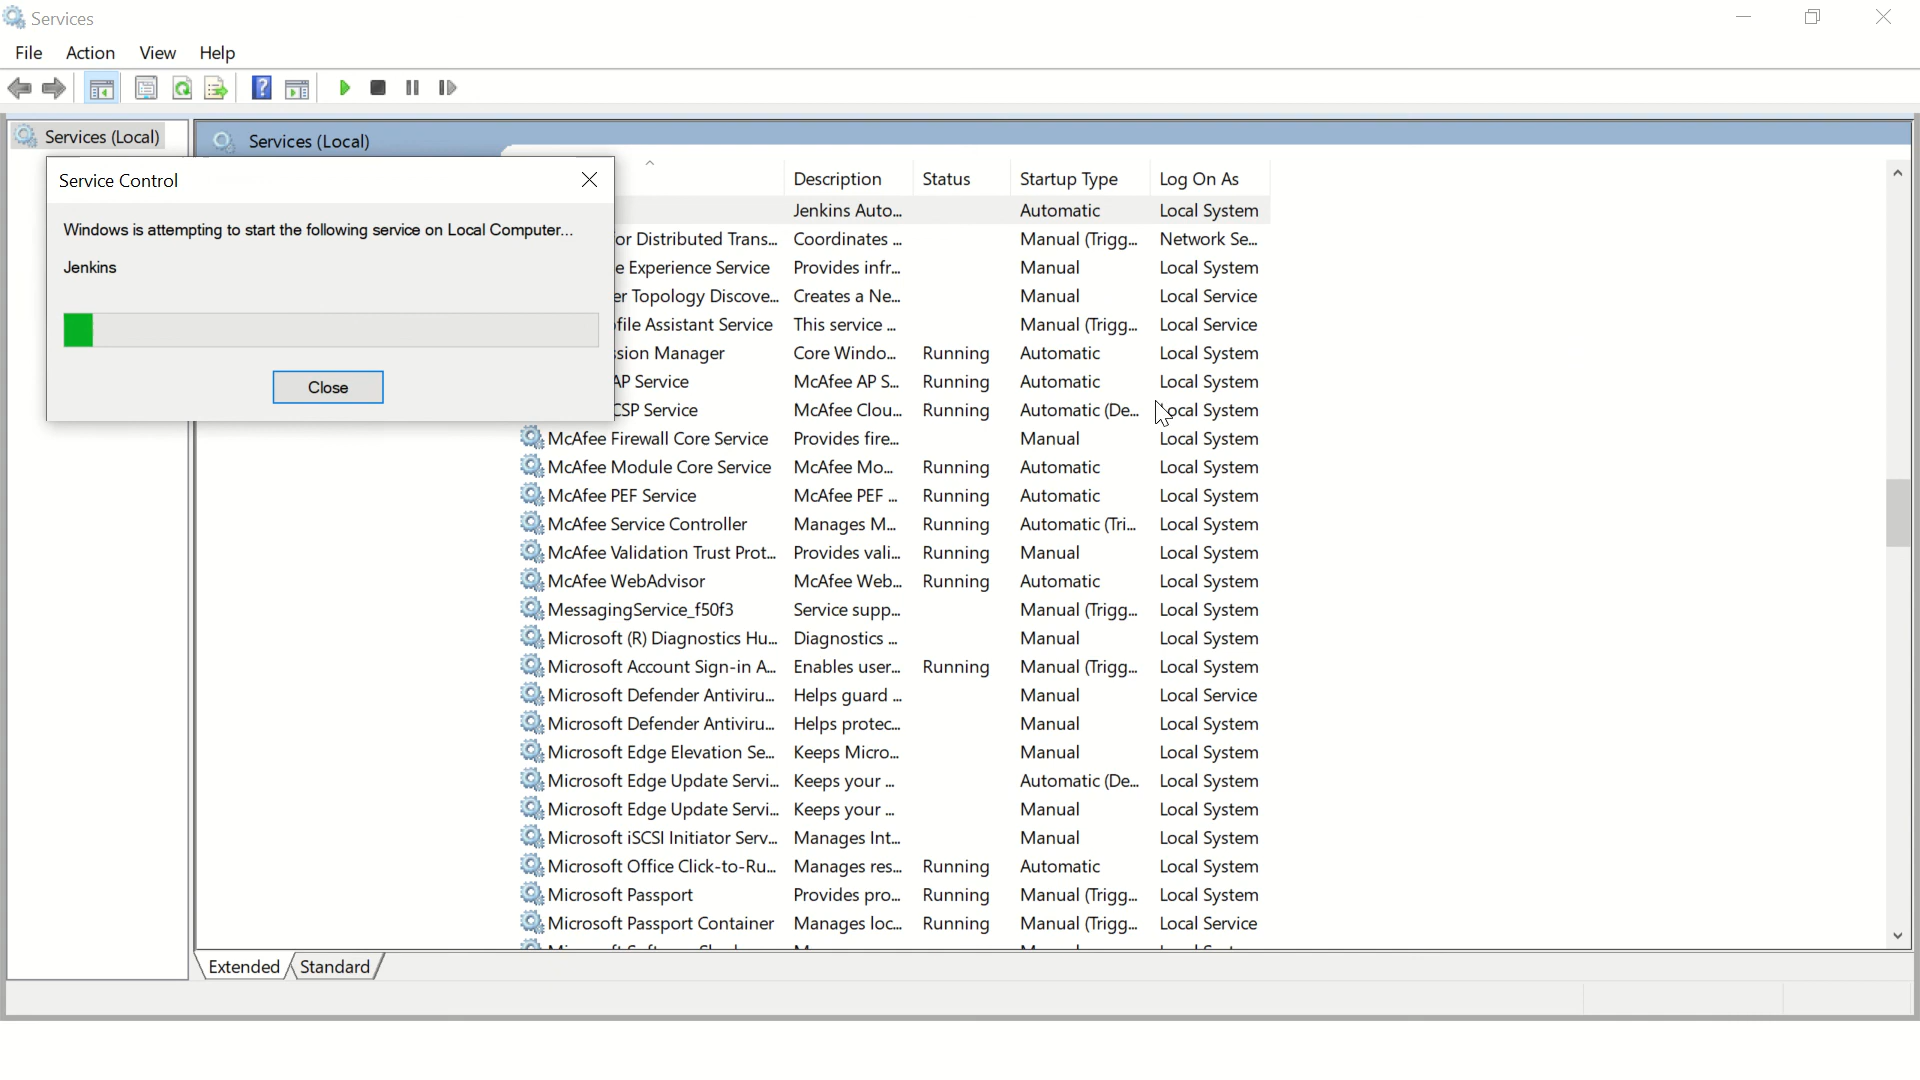 Services
File Action View Help
Services (Local)
Services (Local)
Service Control
Windows is attempting to start the following service on Local Computer...
Jenkins
Close
Description Status Startup Type Log On As
Jenkins Auto... Automatic Local System
or Distributed Trans... Coordinates ... Manual (Trigg... Network Se...
e Experience Service Provides infr... Manual Local System
er Topology Discove... Creates a Ne... Manual Local Service
file Assistant Service This service ... Manual (Trigg... Local Service
sion Manager Core Windo... Running Automatic Local System
AP Service McAfee AP S... Running Automatic Local System
CSP Service McAfee Clou... Running Automatic (De... Local System
McAfee Firewall Core Service Provides fire... Manual Local System
McAfee Module Core Service McAfee Mo... Running Automatic Local System
McAfee PEF Service McAfee PEF ... Running Automatic Local System
McAfee Service Controller Manages M... Running Automatic (Tri... Local System
McAfee Validation Trust Prot... Provides vali... Running Manual Local System
McAfee WebAdvisor McAfee Web... Running Automatic Local System
MessagingService_f50f3 Service supp... Manual (Trigg... Local System
Microsoft (R) Diagnostics Hu... Diagnostics ... Manual Local System
Microsoft Account Sign-in A... Enables user... Running Manual (Trigg... Local System
Microsoft Defender Antiviru... Helps guard ... Manual Local Service
Microsoft Defender Antiviru... Helps protec... Manual Local System
Microsoft Edge Elevation Se... Keeps Micro... Manual Local System
Microsoft Edge Update Servi... Keeps your ... Automatic (De... Local System
Microsoft Edge Update Servi... Keeps your ... Manual Local System
Microsoft iSCSI Initiator Serv... Manages Int... Manual Local System
Microsoft Office Click-to-Ru... Manages res... Running Automatic Local System
Microsoft Passport Provides pro... Running Manual (Trigg... Local System
Microsoft Passport Container Manages loc... Running Manual (Trigg... Local Service
Extended Standard